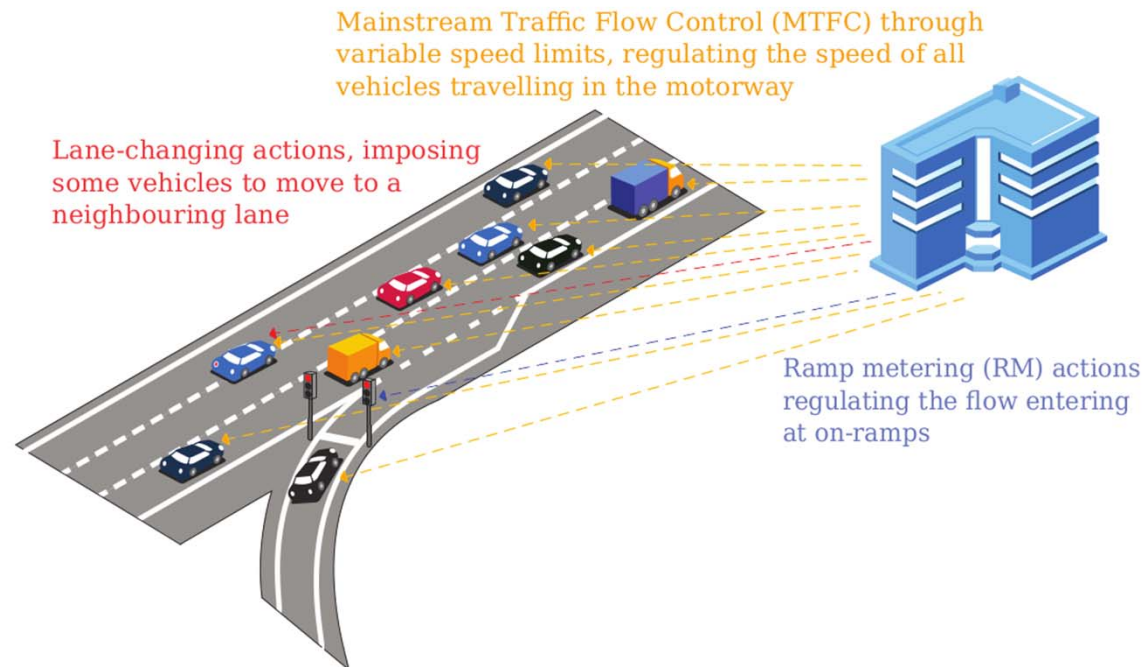 Mainstream Traffic Flow Control (MTFC) through
variable speed limits, regulating the speed of all
vehicles travelling in the motorway
Lane-changing actions, imposing
some vehicles to move to a
neighbouring lane
Ramp metering (RM) actions
regulating the flow entering
at on-ramps